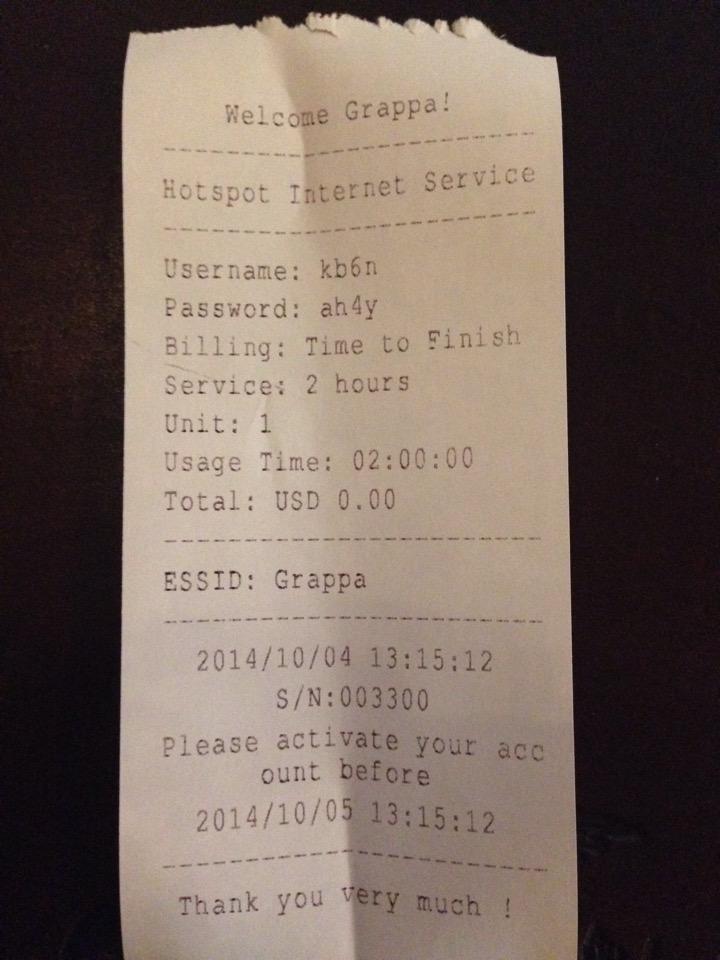 Welcome Grappa!
Hotspot Internet Service
Username: kb6n
Password: ah4y
Billing: Time to Finish
Service: 2 hours
Unit: 1
Usage Time: 02:00:00
Total: USD 0.00
ESSID: Grappa
2014/10/04 13:15:12
S/N:003300
Please activate your acc
ount before
2014/10/05 13:15:12
Thank you very much !